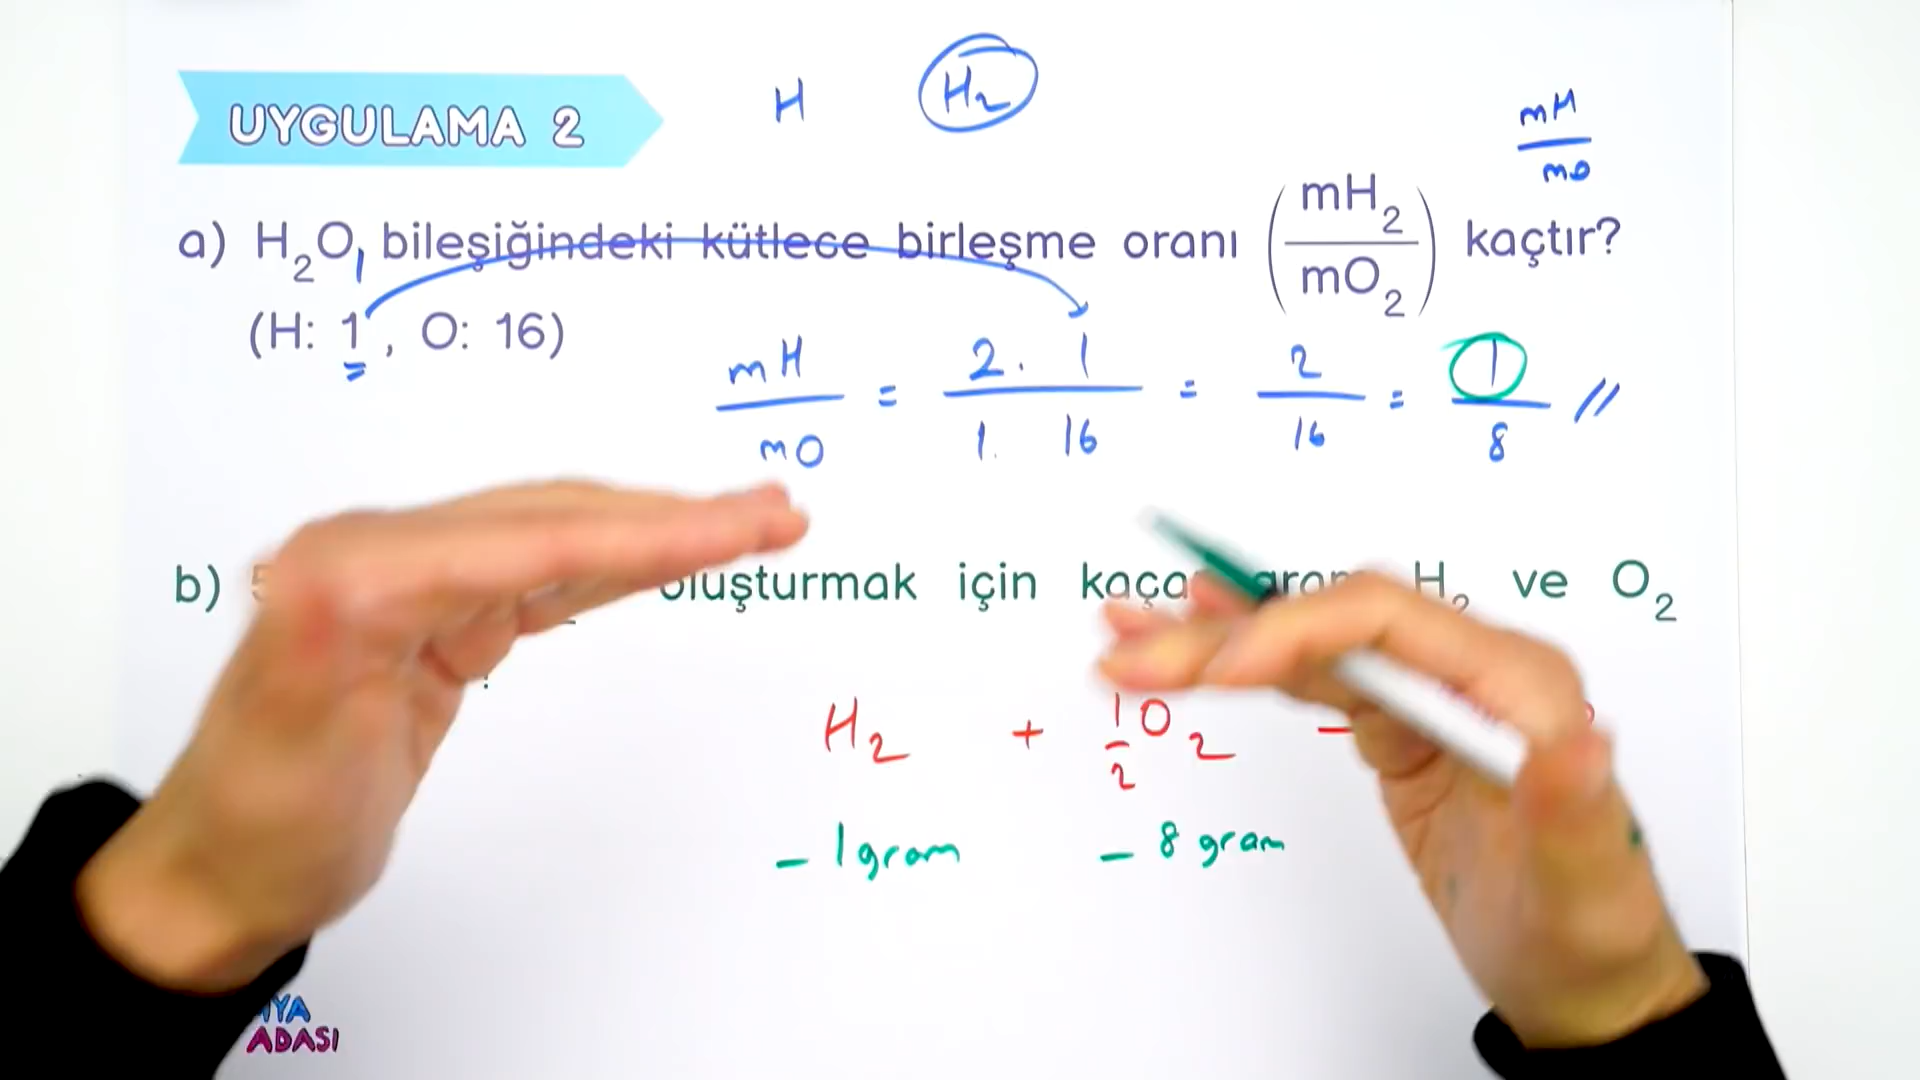 UYGULAMA 2
H H₂
mH / mO
a) H₂O bileşiğindeki kütlece birleşme oranı (mH₂ / mO₂) kaçtır?
(H: 1, O: 16)
mH / mO = 2. 1 / 1. 16 = 2 / 16 = 1 / 8 //
b) oluşturmak için H₂ ve O₂
H₂ + 1/2 O₂
– 1 gram – 8 gram
ADASI